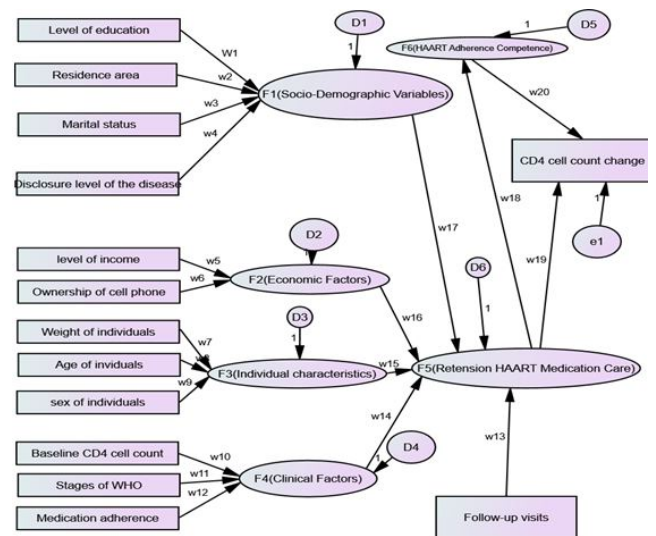 Level of education
Residence area
Marital status
Disclosure level of the disease
W1
w2
w3
w4
D1
1
F1(Socio-Demographic Variables)
D5
1
F6(HAART Adherence Competence)
w20
CD4 cell count change
1
e1
w18
w19
w17
level of income
Ownership of cell phone
w5
w6
D2
1
F2(Economic Factors)
w16
D6
1
Weight of individuals
Age of inviduals
sex of individuals
w7
w8
w9
D3
1
F3(Individual characteristics)
w15
F5(Retension HAART Medication Care)
w14
w13
Baseline CD4 cell count
Stages of WHO
Medication adherence
w10
w11
w12
D4
1
F4(Clinical Factors)
Follow-up visits